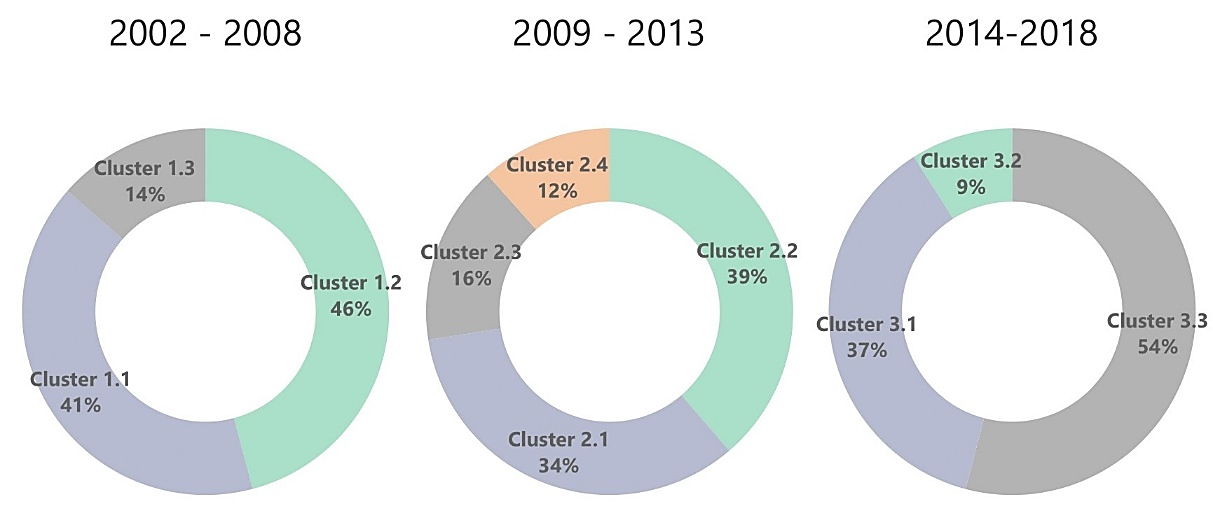 2002 - 2008
2009 - 2013
2014-2018
Cluster 1.3
14%
Cluster 1.2
46%
Cluster 1.1
41%
Cluster 2.4
12%
Cluster 2.2
39%
Cluster 2.3
16%
Cluster 2.1
34%
Cluster 3.2
9%
Cluster 3.1
37%
Cluster 3.3
54%